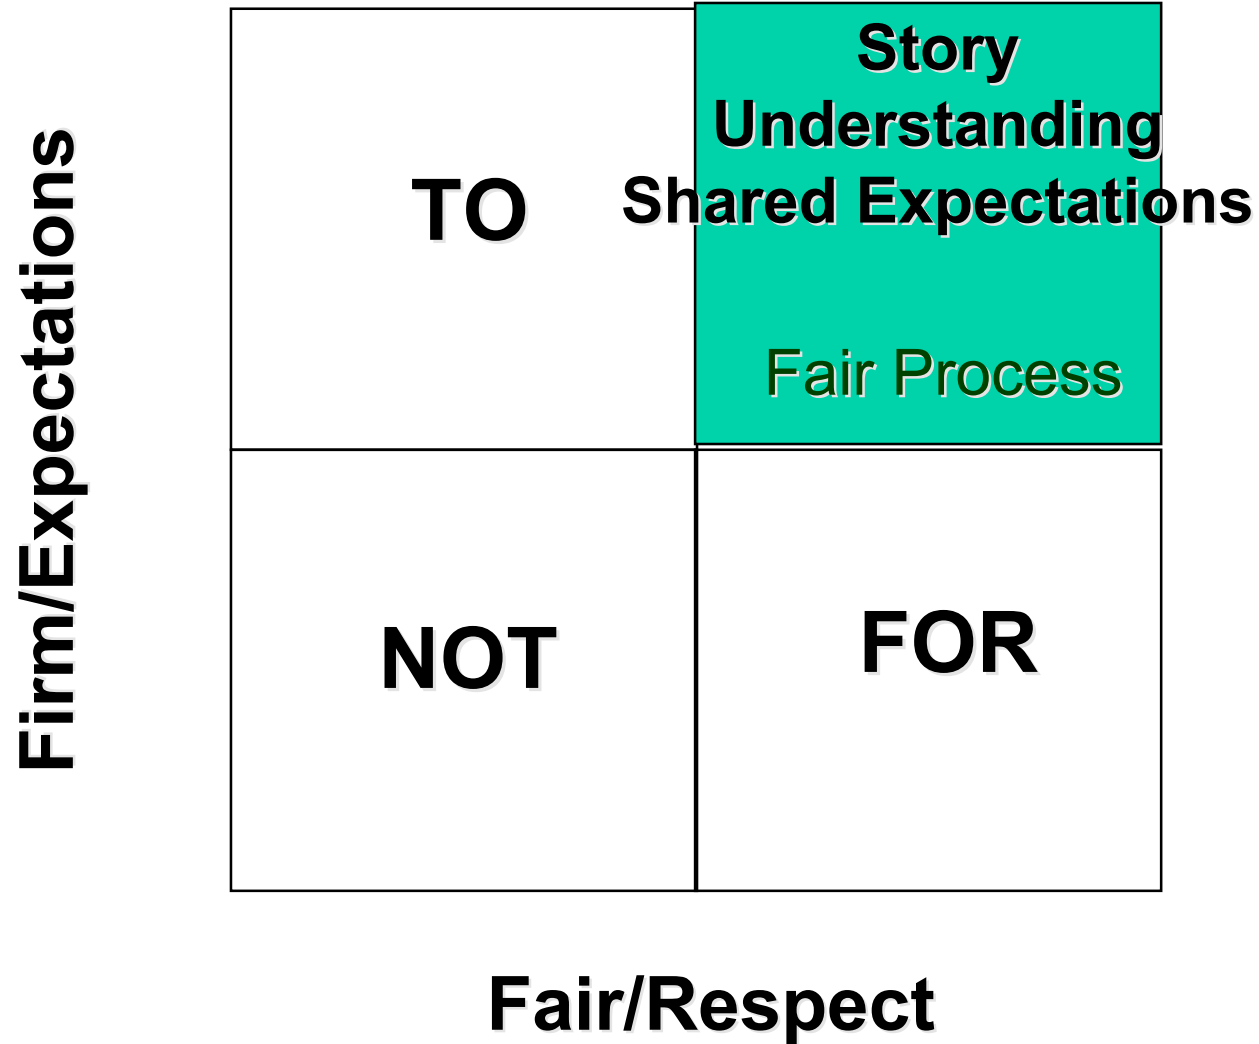 Firm/Expectations
TO
Story
Understanding
Shared Expectations
Fair Process
NOT
FOR
Fair/Respect